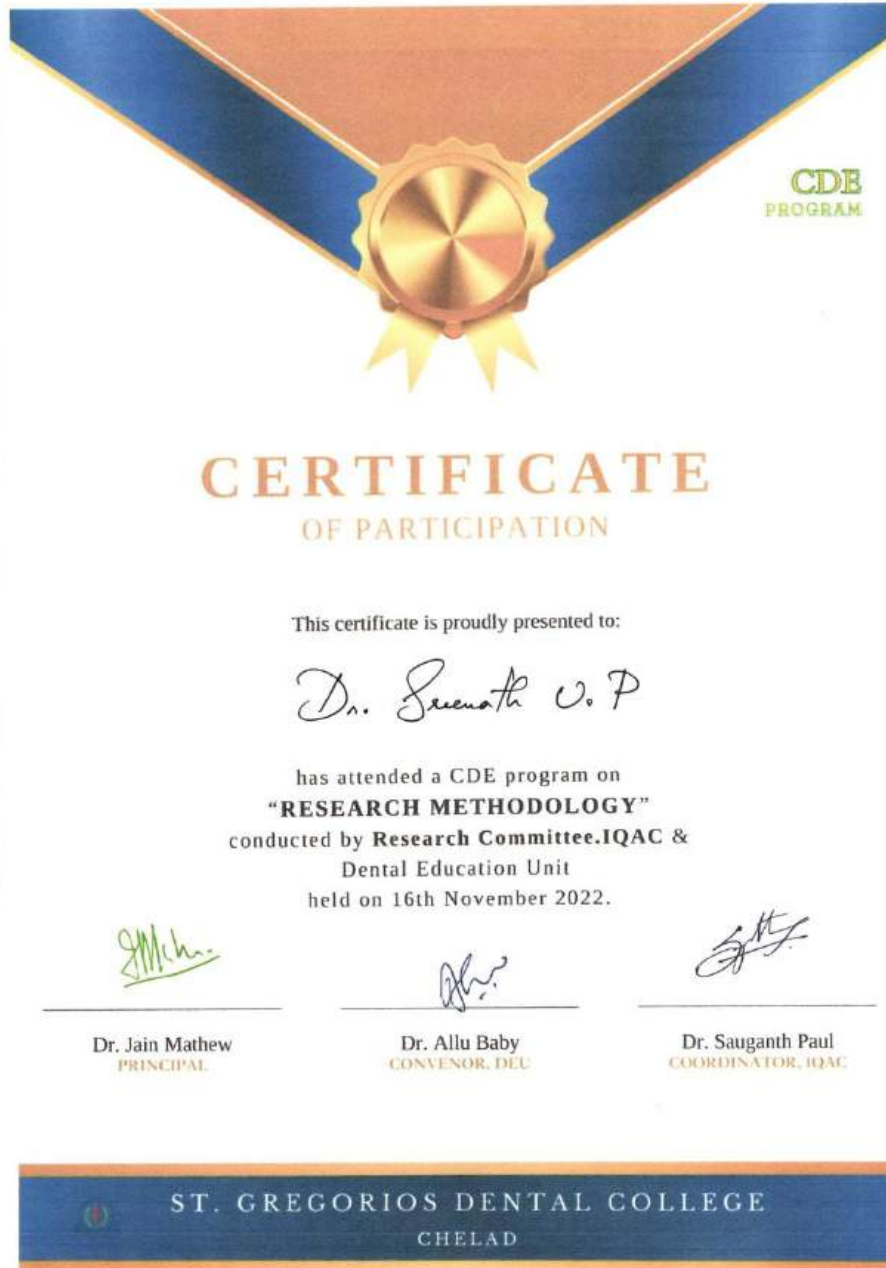 CDE
PROGRAM
CERTIFICATE
OF PARTICIPATION
This certificate is proudly presented to:
Dr. Sreenath V. P
has attended a CDE program on
“RESEARCH METHODOLOGY”
conducted by Research Committee.IQAC &
Dental Education Unit
held on 16th November 2022.
Dr. Jain Mathew
Dr. Allu Baby
Dr. Sauganth Paul
PRINCIPAL
CONVENOR, DEU
COORDINATOR, IQAC
ST. GREGORIOS DENTAL COLLEGE
CHELAD